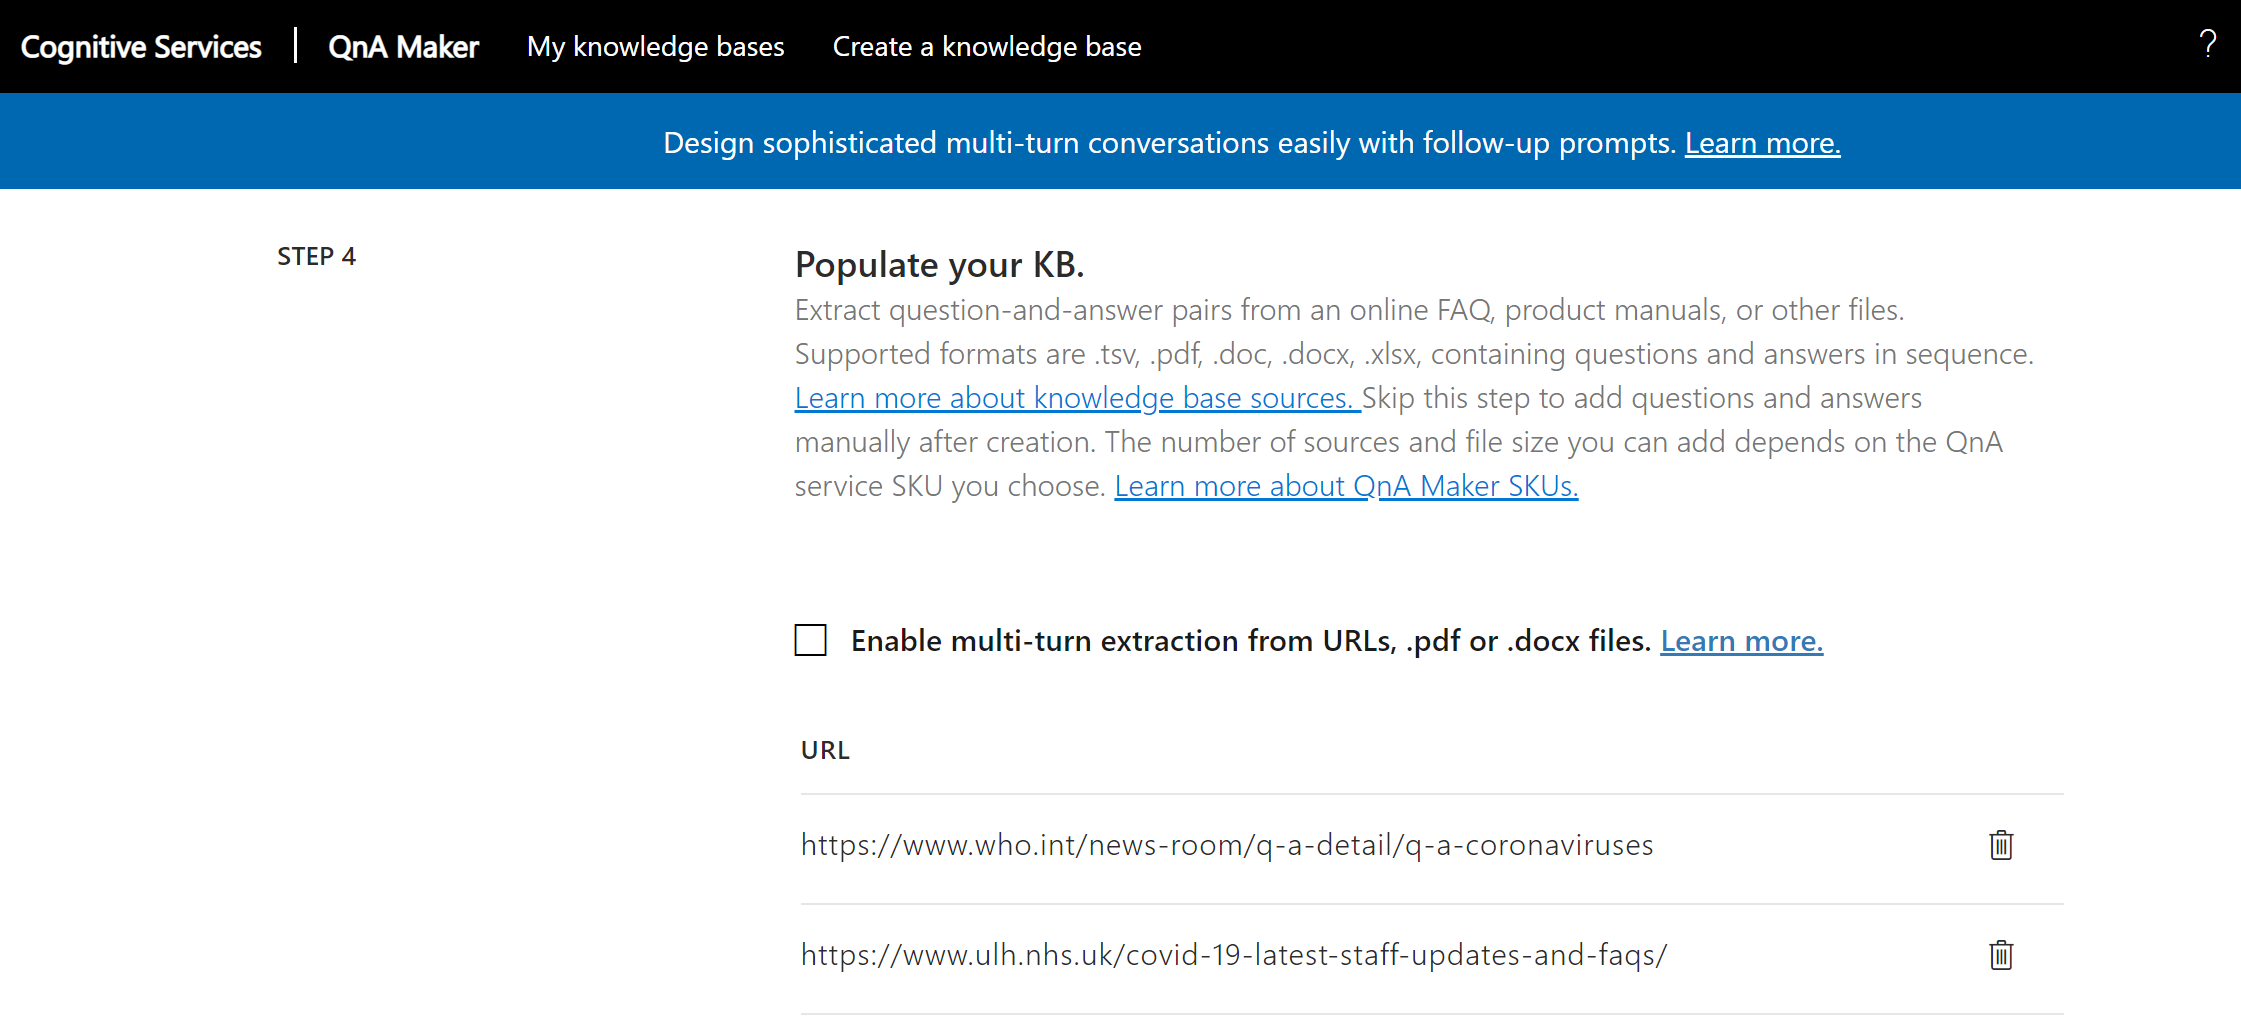 Cognitive Services | QnA Maker My knowledge bases Create a knowledge base ?
Design sophisticated multi-turn conversations easily with follow-up prompts. Learn more.
STEP 4
Populate your KB.
Extract question-and-answer pairs from an online FAQ, product manuals, or other files.
Supported formats are .tsv, .pdf, .doc, .docx, .xlsx, containing questions and answers in sequence.
Learn more about knowledge base sources. Skip this step to add questions and answers
manually after creation. The number of sources and file size you can add depends on the QnA
service SKU you choose. Learn more about QnA Maker SKUs.
Enable multi-turn extraction from URLs, .pdf or .docx files. Learn more.
URL
https://www.who.int/news-room/q-a-detail/q-a-coronaviruses
https://www.ulh.nhs.uk/covid-19-latest-staff-updates-and-faqs/